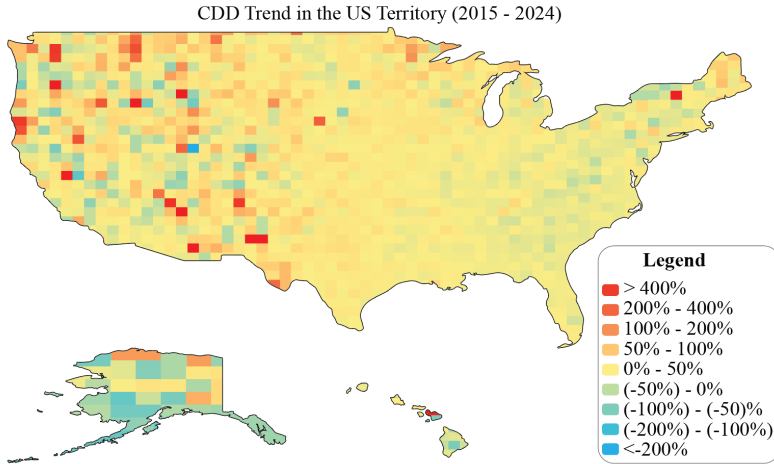 CDD Trend in the US Territory (2015 - 2024)
Legend
> 400%
200% - 400%
100% - 200%
50% - 100%
0% - 50%
(-50%) - 0%
(-100%) - (-50)%
(-200%) - (-100%)
<-200%